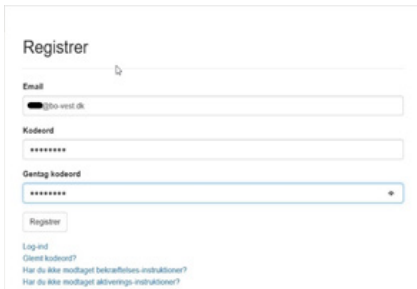 Registrer
Email
@bo-vest.dk
Kodeord
********
Gentag kodeord
********
Registrer
Log-ind
Glemt kodeord?
Har du ikke modtaget bekræftelses-instruktioner?
Har du ikke modtaget aktiverings-instruktioner?